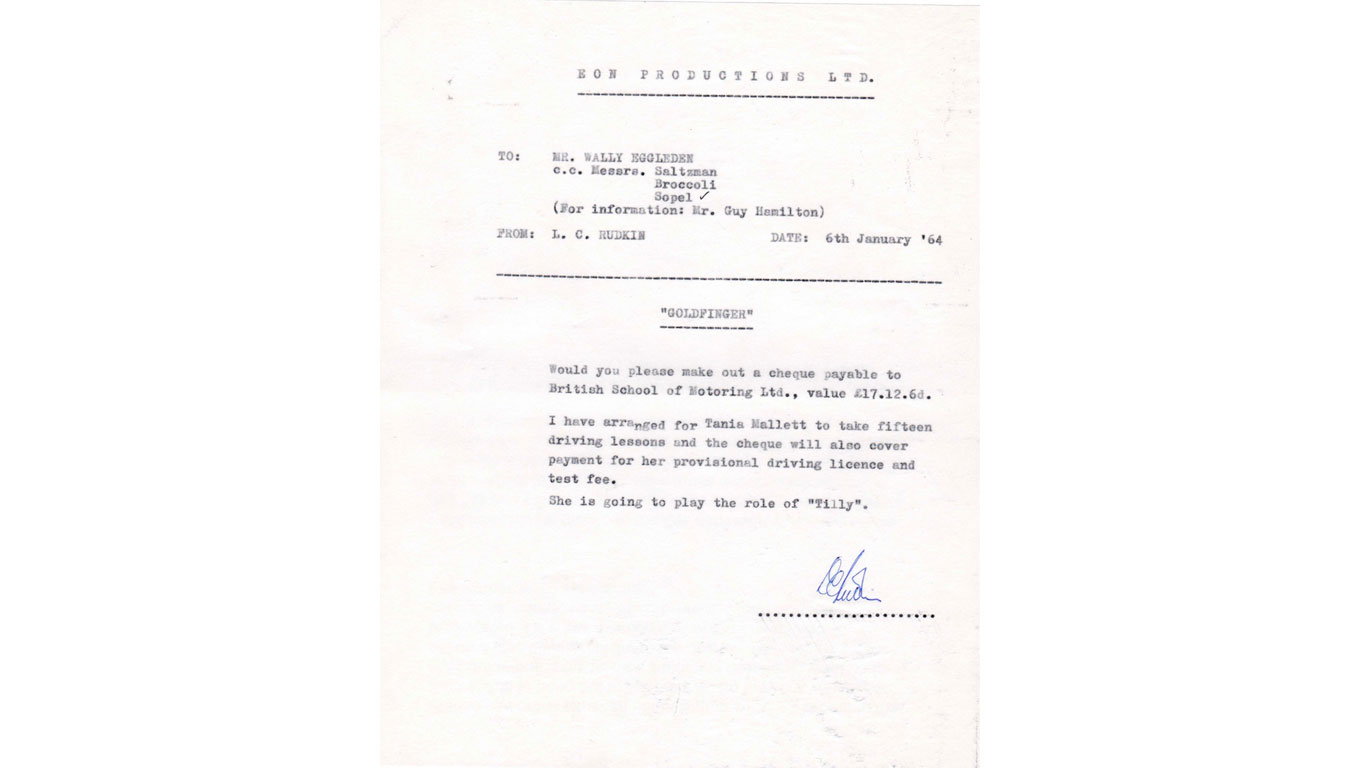 EON PRODUCTIONS LTD.
TO: MR. WALLY EGGLEDEN
c.c. Messrs. Saltzman
Broccoli
Sopel ✓
(For information: Mr. Guy Hamilton)
FROM: L. C. RUDKIN DATE: 6th January '64
"GOLDFINGER"
Would you please make out a cheque payable to
British School of Motoring Ltd., value £17.12.6d.
I have arranged for Tania Mallett to take fifteen
driving lessons and the cheque will also cover
payment for her provisional driving licence and
test fee.
She is going to play the role of "Tilly".